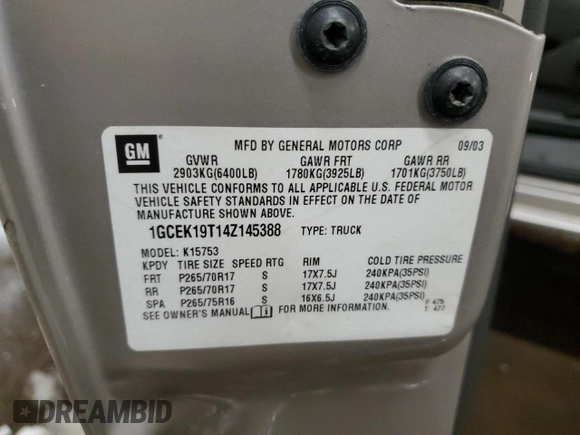 GM
MFD BY GENERAL MOTORS CORP 09/03
GVWR GAWR FRT GAWR RR
2903KG(6400LB) 1780KG(3925LB) 1701KG(3750LB)
THIS VEHICLE CONFORMS TO ALL APPLICABLE U.S. FEDERAL MOTOR
VEHICLE SAFETY STANDARDS IN EFFECT ON THE DATE OF
MANUFACTURE SHOWN ABOVE.
1GCEK19T14Z145388 TYPE: TRUCK
MODEL: K15753
KPDY TIRE SIZE SPEED RTG RIM COLD TIRE PRESSURE
FRT P265/70R17 S 17X7.5J 240KPA(35PSI)
RR P265/70R17 S 17X7.5J 240KPA(35PSI)
SPA P265/75R16 S 16X6.5J 240KPA(35PSI)
SEE OWNER'S MANUAL FOR MORE INFORMATION
F 475
T 477
DREAMBID